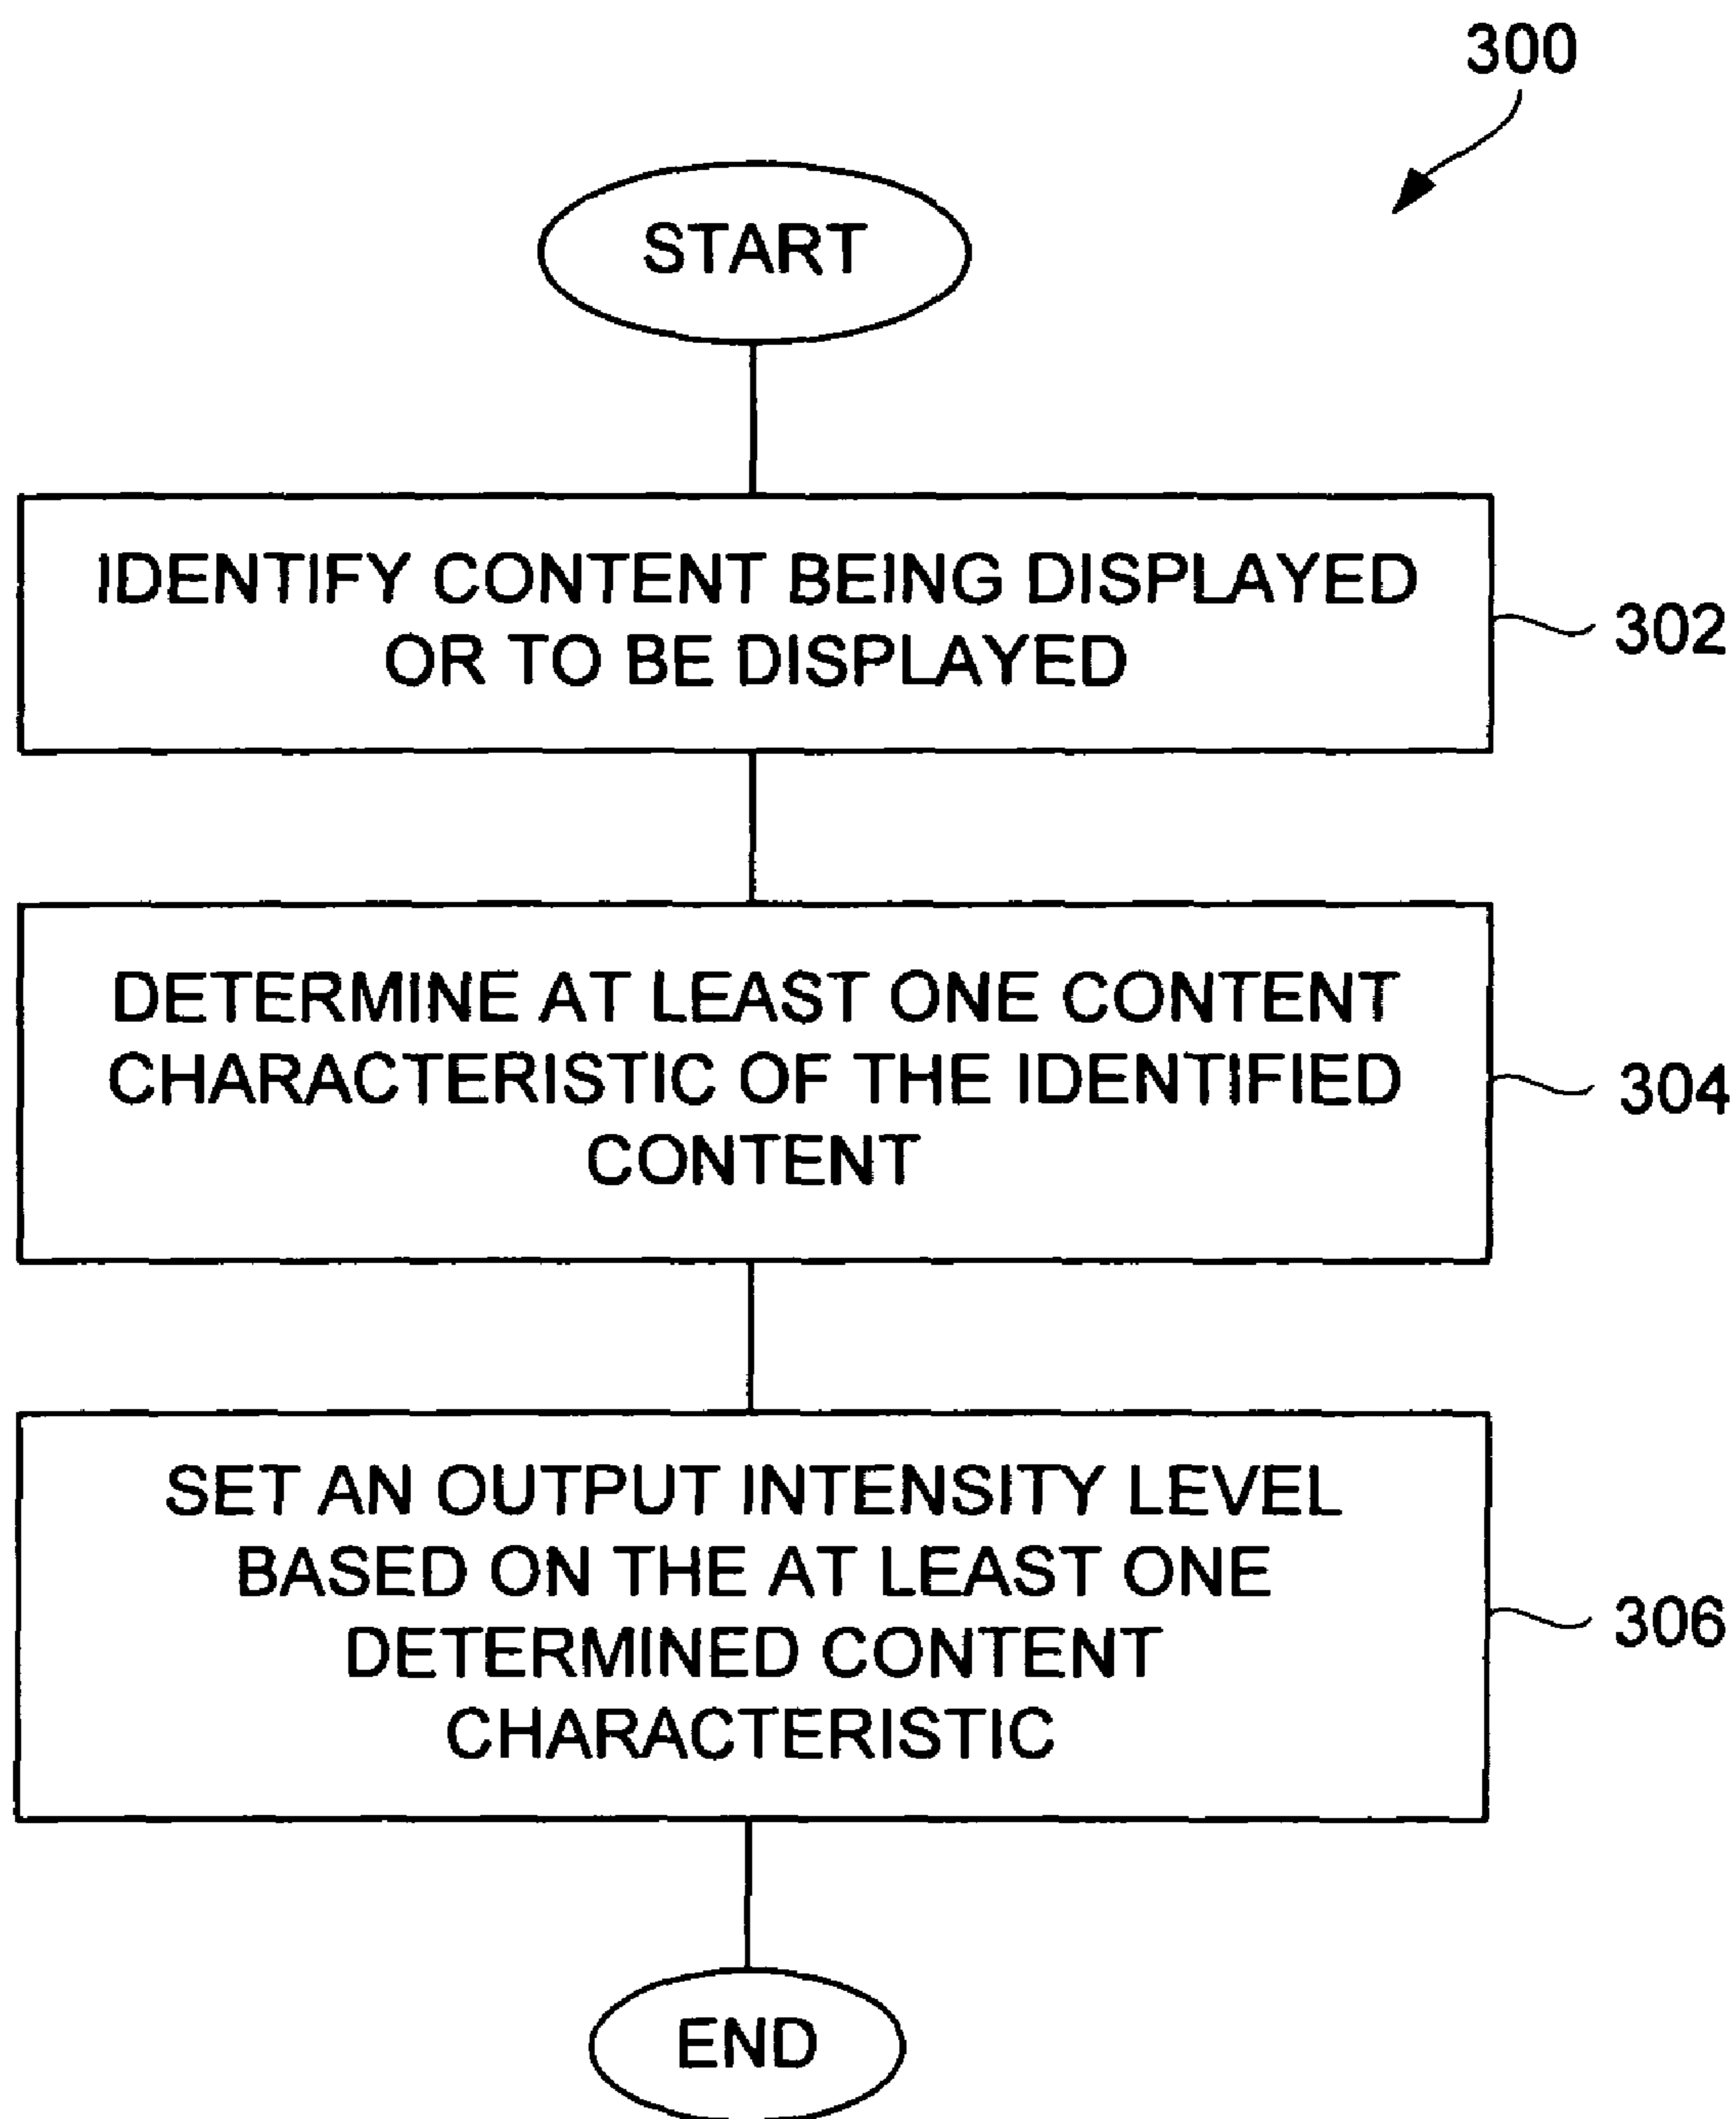 300
START
IDENTIFY CONTENT BEING DISPLAYED
OR TO BE DISPLAYED
302
DETERMINE AT LEAST ONE CONTENT
CHARACTERISTIC OF THE IDENTIFIED
CONTENT
304
SET AN OUTPUT INTENSITY LEVEL
BASED ON THE AT LEAST ONE
DETERMINED CONTENT
CHARACTERISTIC
306
END